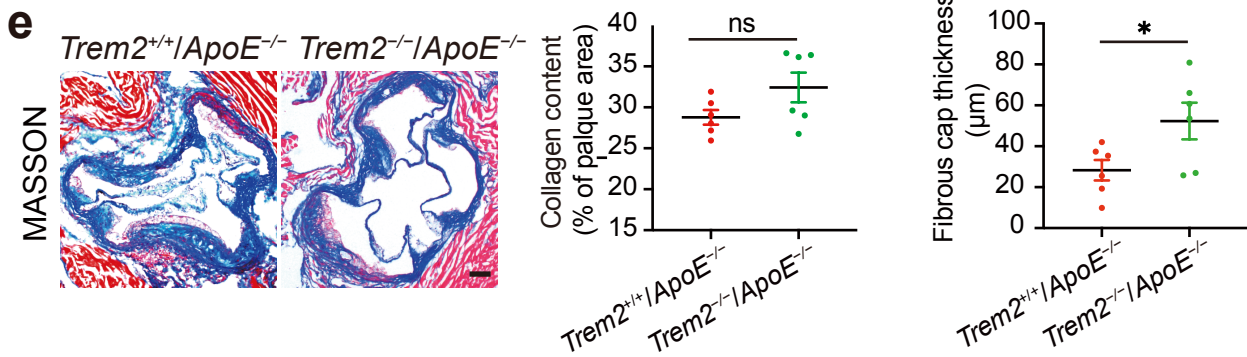 e
Trem2+/+/ApoE−/− Trem2−/−/ApoE−/−
MASSON
Collagen content
(% of palque area)
40
35
30
25
20
15
ns
Trem2+/+/ApoE−/−
Trem2−/−/ApoE−/−
Fibrous cap thickness
(μm)
100
80
60
40
20
0
*
Trem2+/+/ApoE−/−
Trem2−/−/ApoE−/−